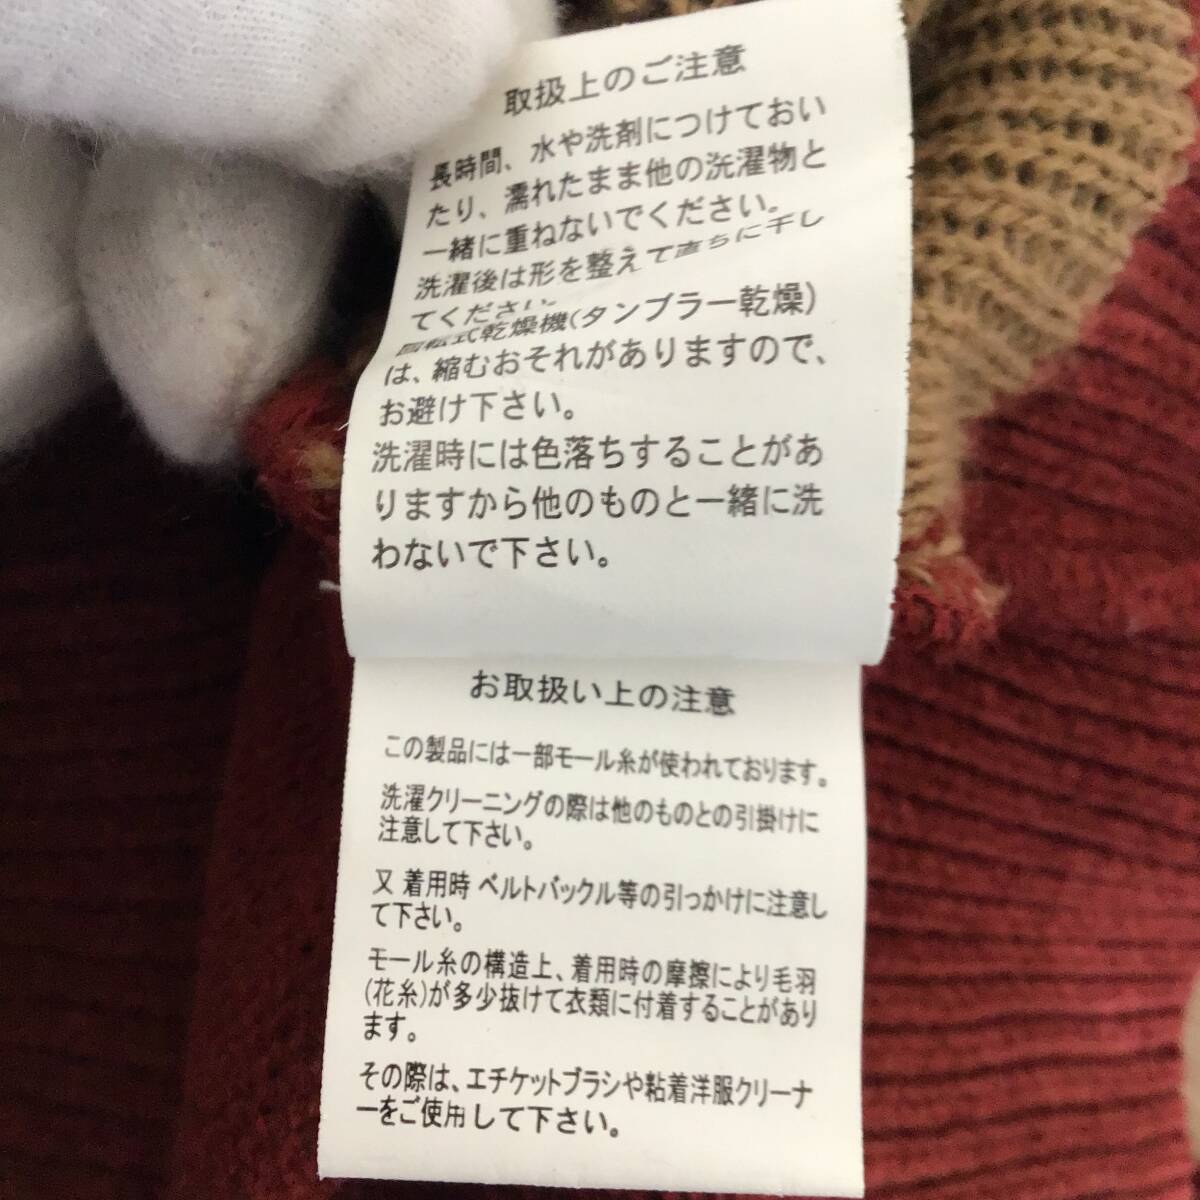 取扱上のご注意
長時間、水や洗剤につけておい
たり、濡れたまま他の洗濯物と
一緒に重ねないでください。
洗濯後は形を整えて直ちに干し
てください。
回転式乾燥機(タンブラー乾燥)
は、縮むおそれがありますので、
お避け下さい。
洗濯時には色落ちすることがあ
りますから他のものと一緒に洗
わないで下さい。
お取扱い上の注意
この製品には一部モール糸が使われております。
洗濯クリーニングの際は他のものとの引掛けに
注意して下さい。
又 着用時 ベルトバックル等の引っかけに注意し
て下さい。
モール糸の構造上、着用時の摩擦により毛羽
(花糸)が多少抜けて衣類に付着することがあり
ます。
その際は、エチケットブラシや粘着洋服クリーナ
ーをご使用して下さい。